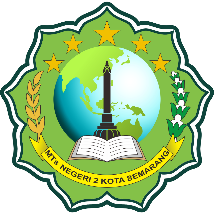 MTs NEGERI 2 KOTA SEMARANG